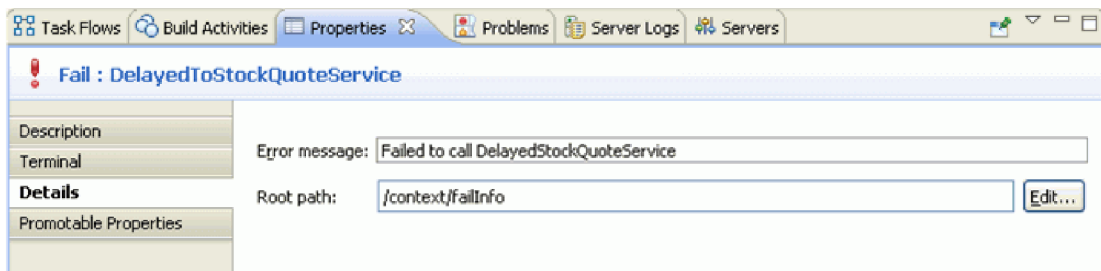 Task Flows Build Activities Properties Problems Server Logs Servers
Fail : DelayedToStockQuoteService
Description
Terminal
Details
Promotable Properties
Error message: Failed to call DelayedStockQuoteService
Root path: /context/failInfo Edit...